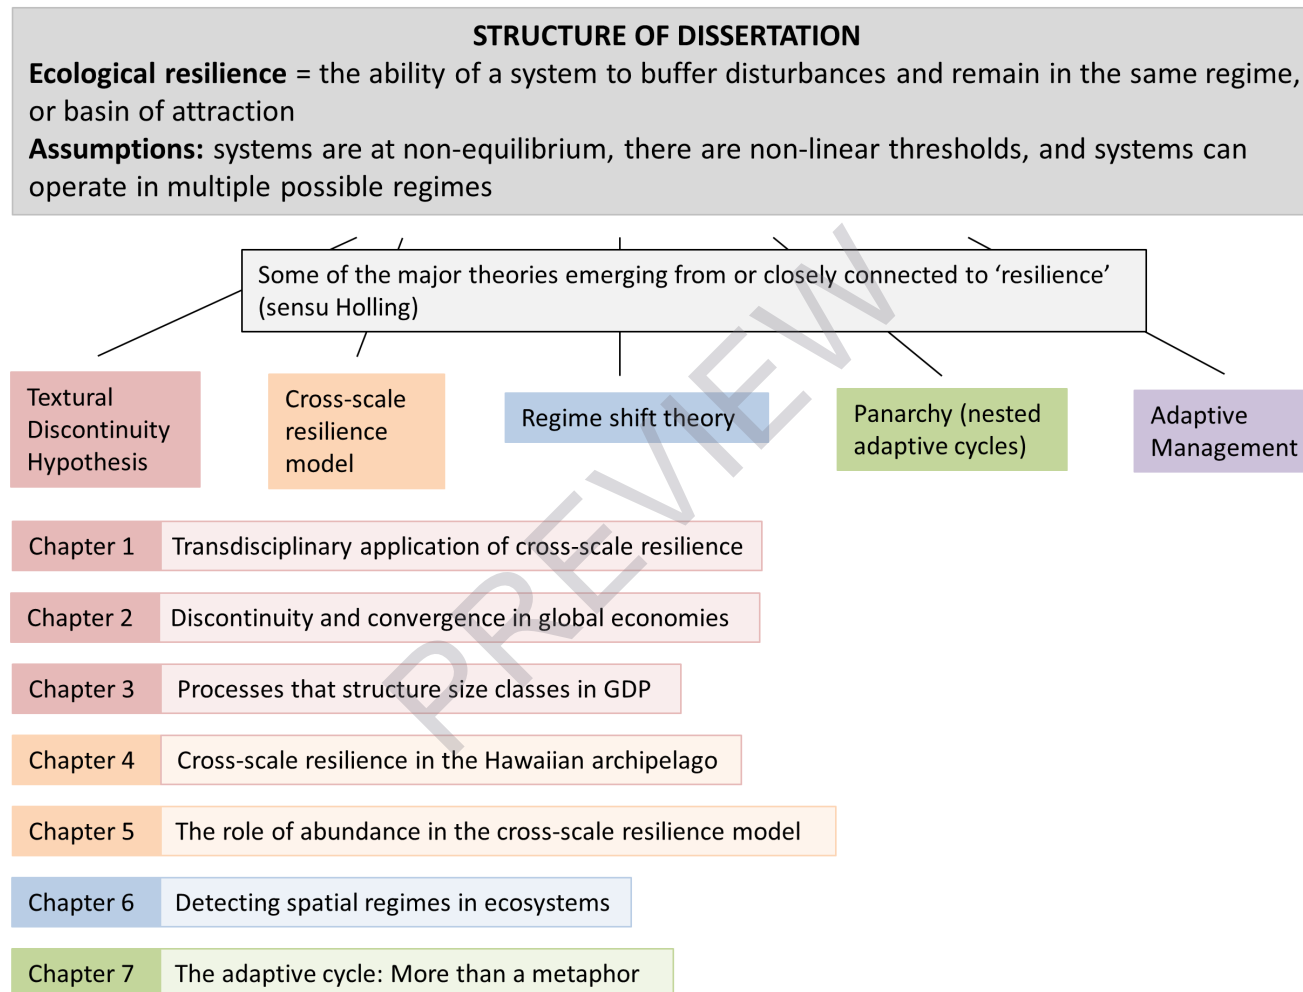 STRUCTURE OF DISSERTATION
Ecological resilience = the ability of a system to buffer disturbances and remain in the same regime,
or basin of attraction
Assumptions: systems are at non-equilibrium, there are non-linear thresholds, and systems can
operate in multiple possible regimes
Some of the major theories emerging from or closely connected to ‘resilience’
(sensu Holling)
Textural
Discontinuity
Hypothesis
Cross-scale
resilience
model
Regime shift theory
Panarchy (nested
adaptive cycles)
Adaptive
Management
Chapter 1 Transdisciplinary application of cross-scale resilience
Chapter 2 Discontinuity and convergence in global economies
Chapter 3 Processes that structure size classes in GDP
Chapter 4 Cross-scale resilience in the Hawaiian archipelago
Chapter 5 The role of abundance in the cross-scale resilience model
Chapter 6 Detecting spatial regimes in ecosystems
Chapter 7 The adaptive cycle: More than a metaphor
PREVIEW